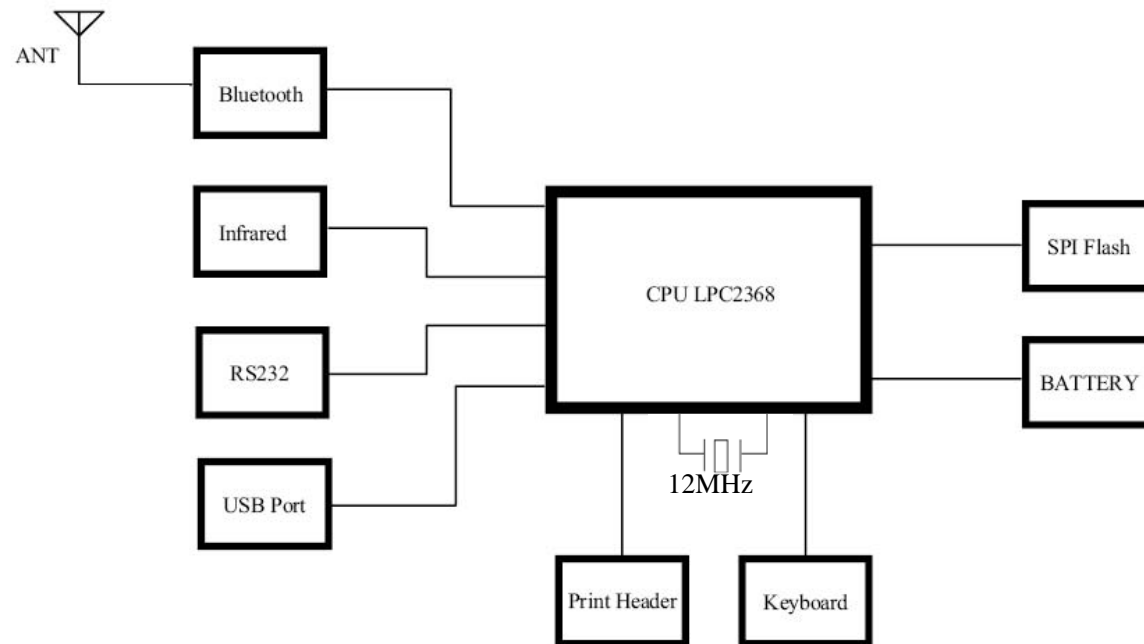 ANT
Bluetooth
Infrared
RS232
USB Port
CPU LPC2368
SPI Flash
BATTERY
12MHz
Print Header
Keyboard